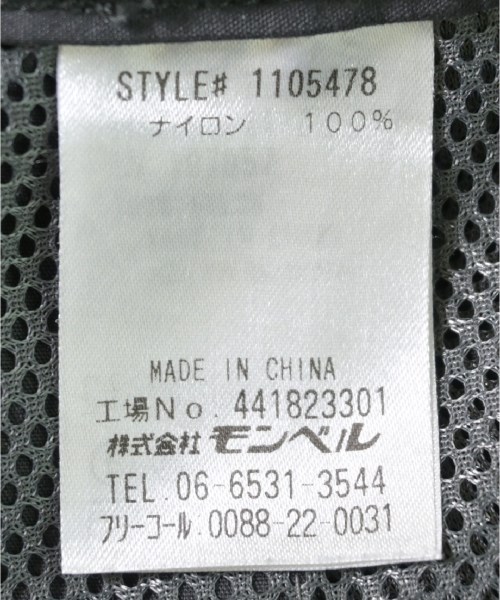 STYLE# 1105478
ナイロン 100%
MADE IN CHINA
工場No. 441823301
株式会社 モンベル
TEL. 06-6531-3544
フリーコール. 0088-22-0031